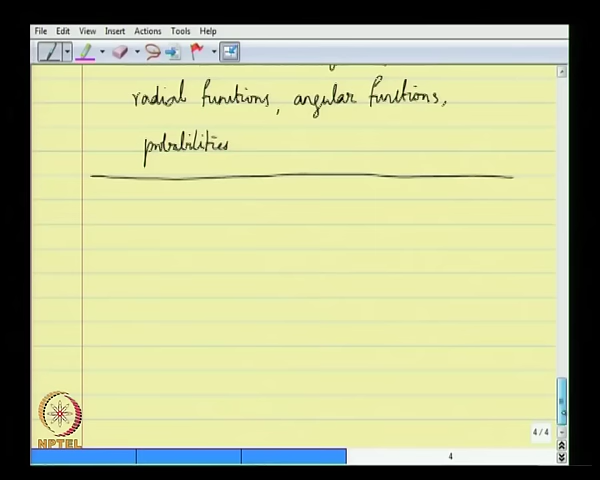 File Edit View Insert Actions Tools Help
radial functions, angular functions,
probabilities
NPTEL
4/4
4